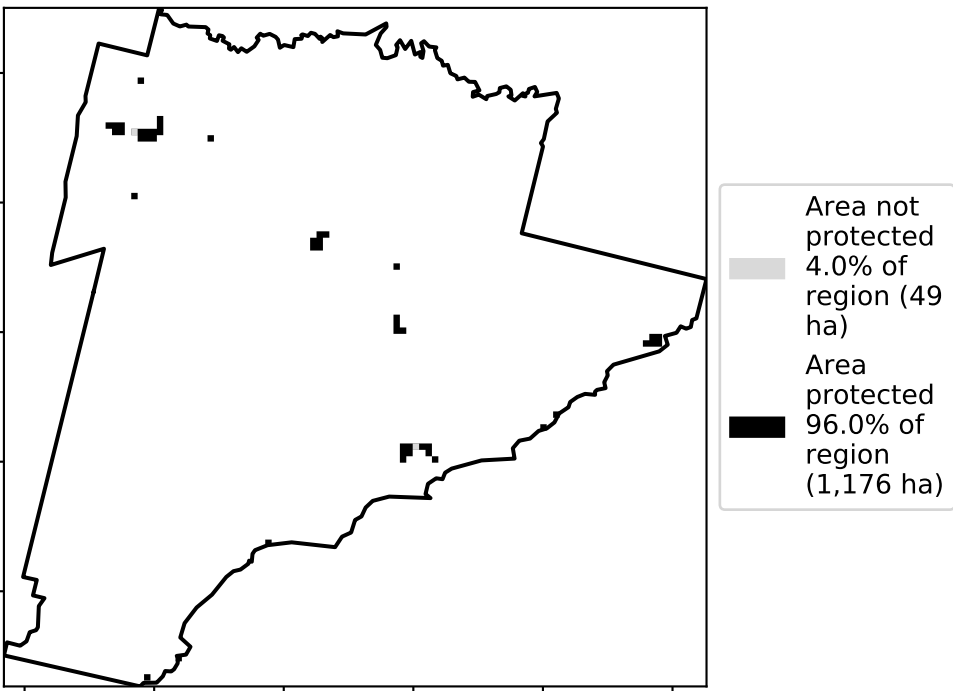 Area not
protected
4.0% of
region (49
ha)
Area
protected
96.0% of
region
(1,176 ha)